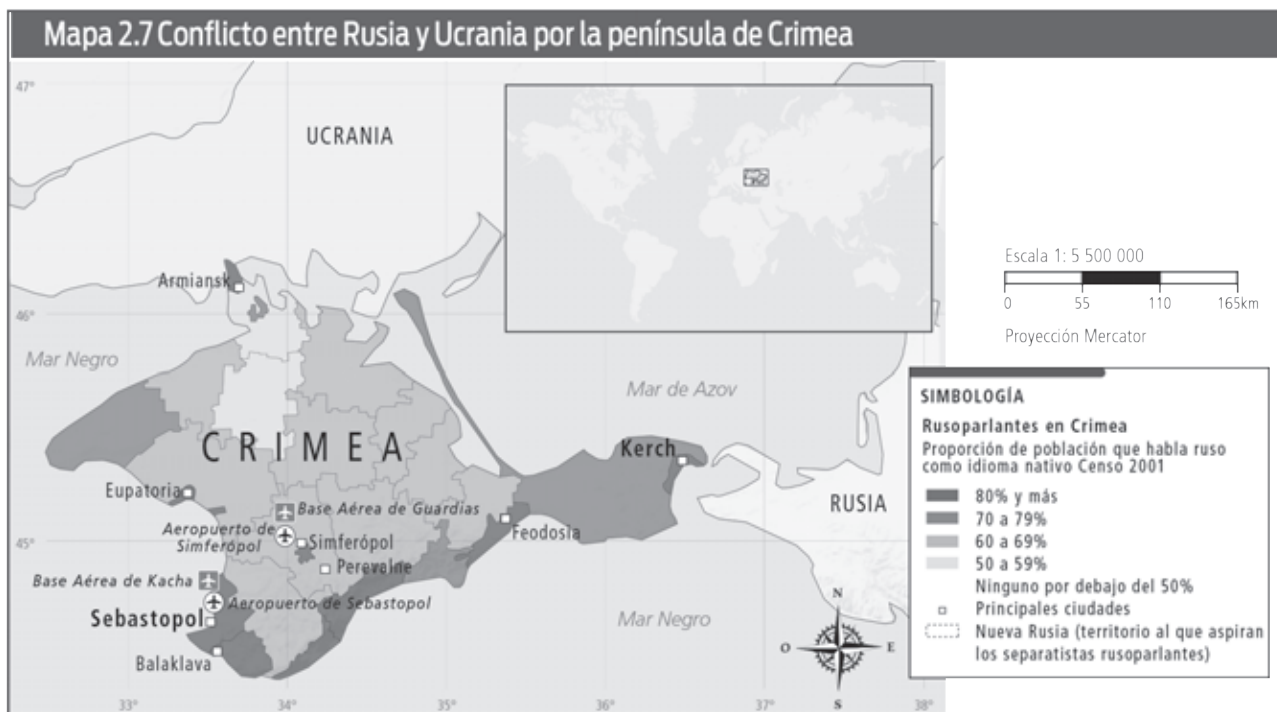 Mapa 2.7 Conflicto entre Rusia y Ucrania por la península de Crimea
47°
UCRANIA
Armiansk
46°
Mar Negro
Mar de Azov
CRIMEA
Kerch
Eupatoria
Base Aérea de Guardias
RUSIA
Aeropuerto de
Simferópol
Simferópol
Feodosia
45°
Perevalne
Base Aérea de Kacha
Aeropuerto de Sebastopol
Sebastopol
Mar Negro
Balaklava
N
O
E
S
33°
34°
35°
36°
37°
38°
Escala 1: 5 500 000
0 55 110 165km
Proyección Mercator
SIMBOLOGÍA
Rusoparlantes en Crimea
Proporción de población que habla ruso
como idioma nativo Censo 2001
80% y más
70 a 79%
60 a 69%
50 a 59%
Ninguno por debajo del 50%
Principales ciudades
Nueva Rusia (territorio al que aspiran
los separatistas rusoparlantes)